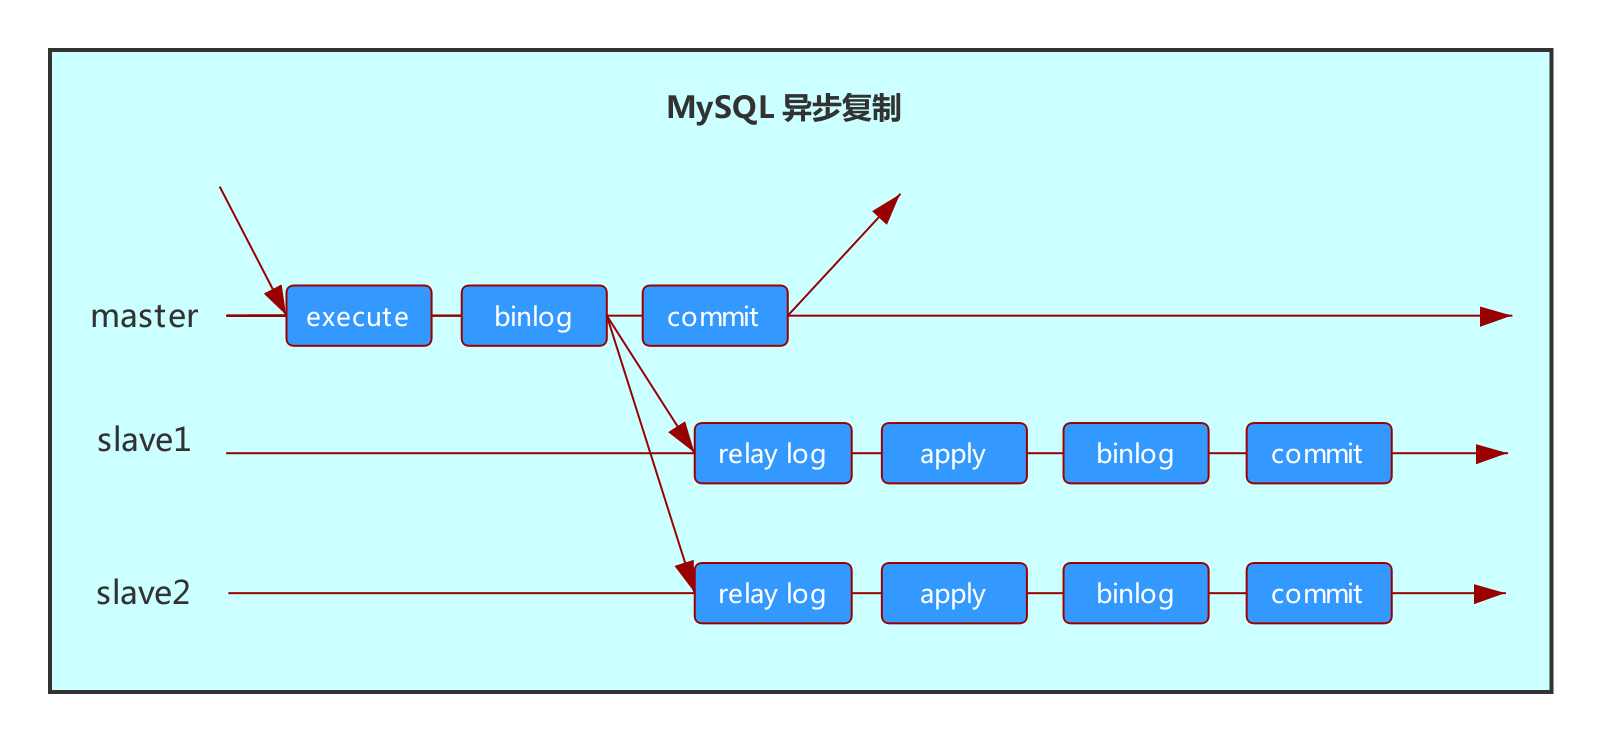 MySQL 异步复制
master
execute
binlog
commit
slave1
relay log
apply
binlog
commit
slave2
relay log
apply
binlog
commit